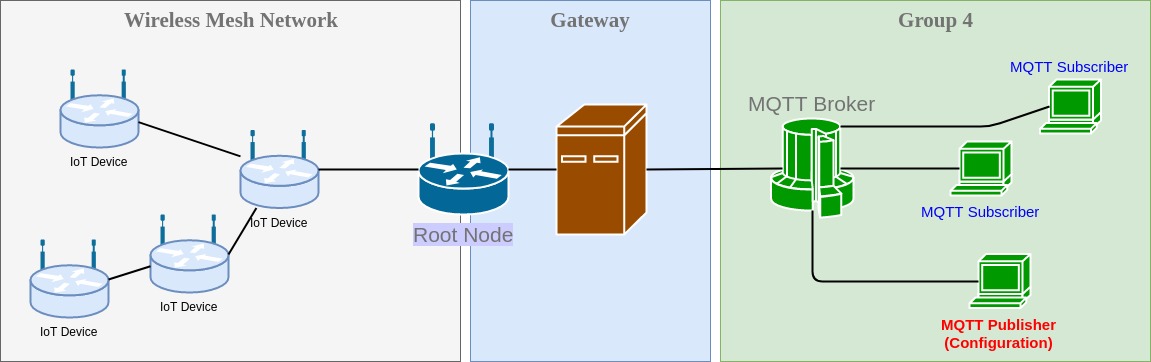 Wireless Mesh Network
Gateway
Group 4
MQTT Subscriber
MQTT Broker
IoT Device
IoT Device
MQTT Subscriber
Root Node
IoT Device
IoT Device
MQTT Publisher
(Configuration)